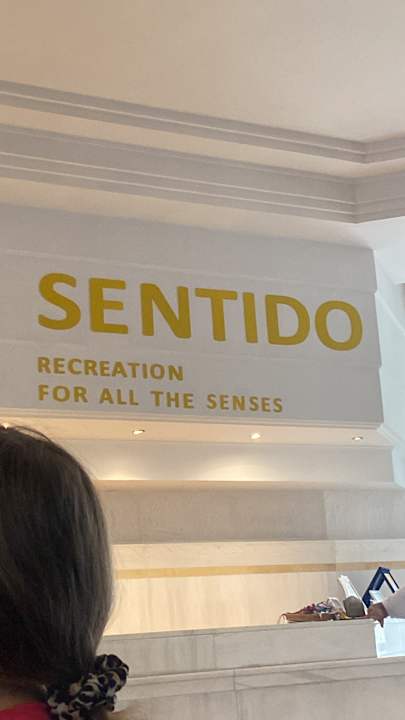 SENTIDO
RECREATION
FOR ALL THE SENSES